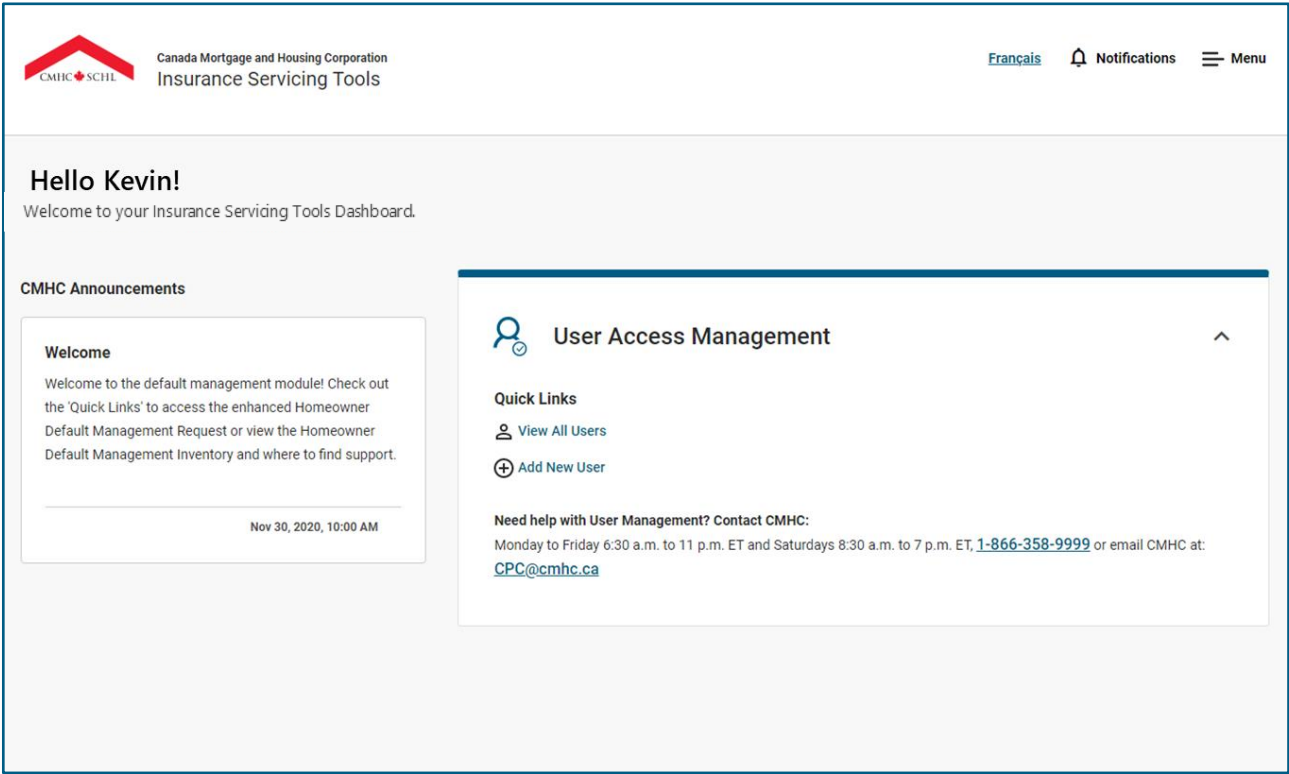 CMHC SCHL
Canada Mortgage and Housing Corporation
Insurance Servicing Tools
Français
Notifications
Menu
Hello Kevin!
Welcome to your Insurance Servicing Tools Dashboard.
CMHC Announcements
Welcome
Welcome to the default management module! Check out
the 'Quick Links' to access the enhanced Homeowner
Default Management Request or view the Homeowner
Default Management Inventory and where to find support.
Nov 30, 2020, 10:00 AM
User Access Management
Quick Links
View All Users
Add New User
Need help with User Management? Contact CMHC:
Monday to Friday 6:30 a.m. to 11 p.m. ET and Saturdays 8:30 a.m. to 7 p.m. ET, 1-866-358-9999 or email CMHC at:
CPC@cmhc.ca